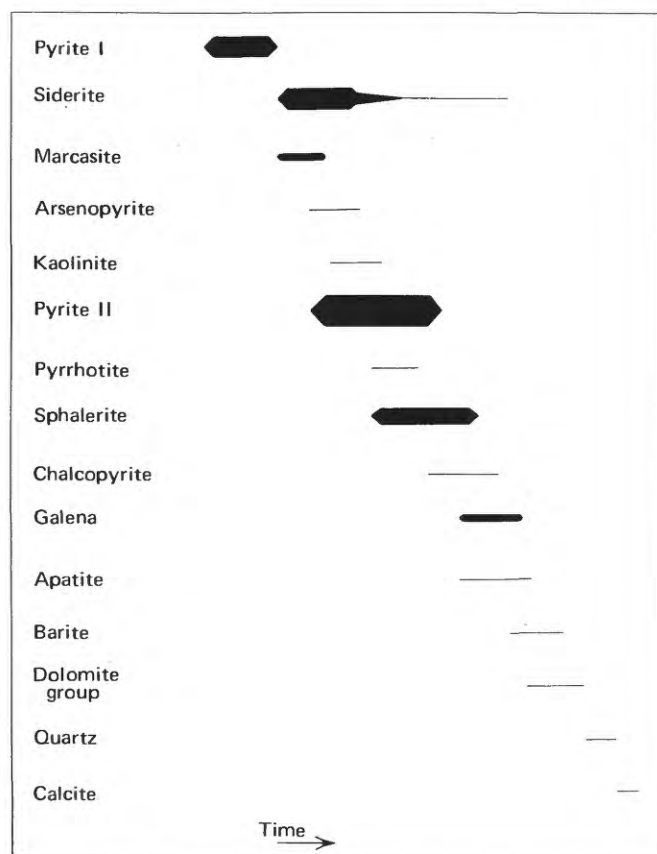 Pyrite I
Siderite
Marcasite
Arsenopyrite
Kaolinite
Pyrite II
Pyrrhotite
Sphalerite
Chalcopyrite
Galena
Apatite
Barite
Dolomite
group
Quartz
Calcite
Time